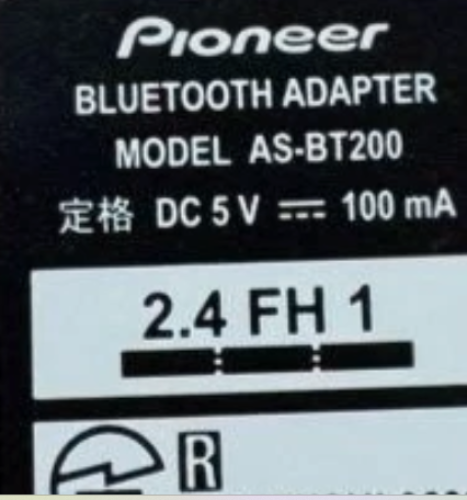 Pioneer
BLUETOOTH ADAPTER
MODEL AS-BT200
定格 DC 5 V ⎓ 100 mA
2.4 FH 1
R